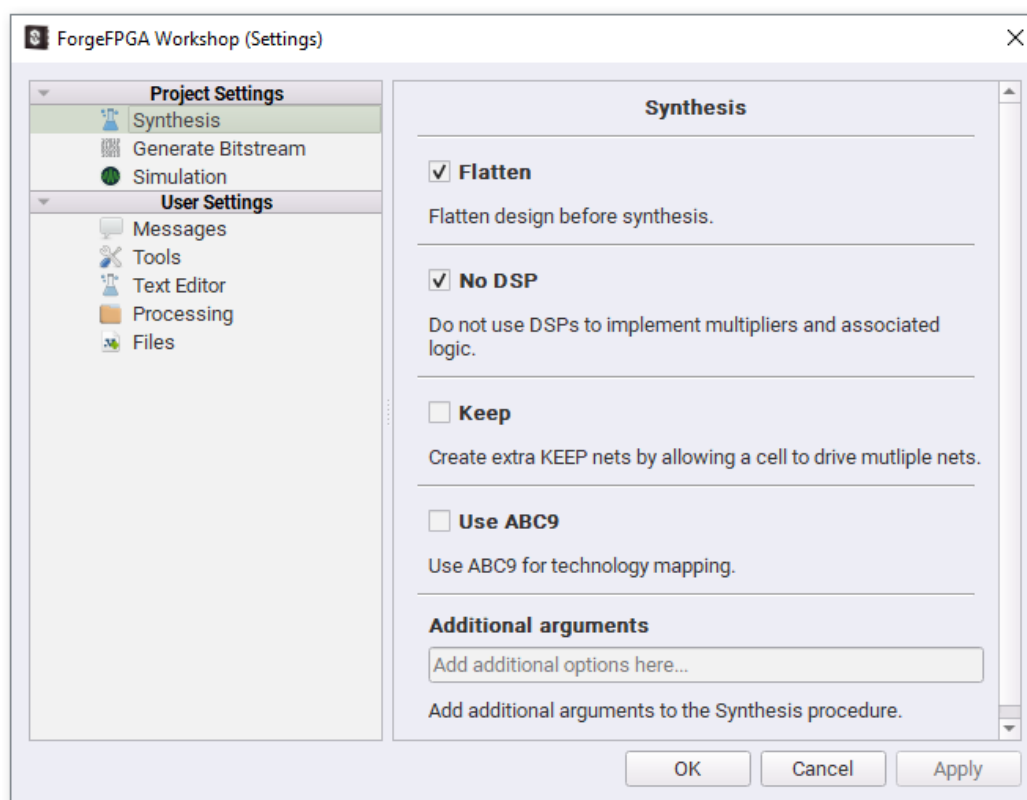 ForgeFPGA Workshop (Settings)
Project Settings
Synthesis
Generate Bitstream
Simulation
User Settings
Messages
Tools
Text Editor
Processing
Files
Synthesis
Flatten
Flatten design before synthesis.
No DSP
Do not use DSPs to implement multipliers and associated
logic.
Keep
Create extra KEEP nets by allowing a cell to drive mutliple nets.
Use ABC9
Use ABC9 for technology mapping.
Additional arguments
Add additional options here...
Add additional arguments to the Synthesis procedure.
OK
Cancel
Apply